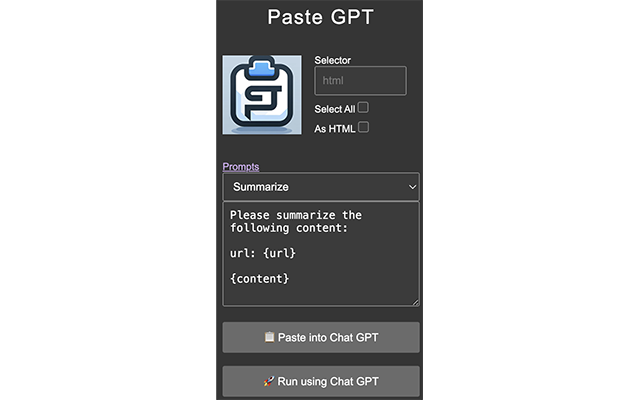 Paste GPT
Selector
html
Select All
As HTML
Prompts
Summarize
Please summarize the
following content:
url: {url}
{content}
Paste into Chat GPT
Run using Chat GPT